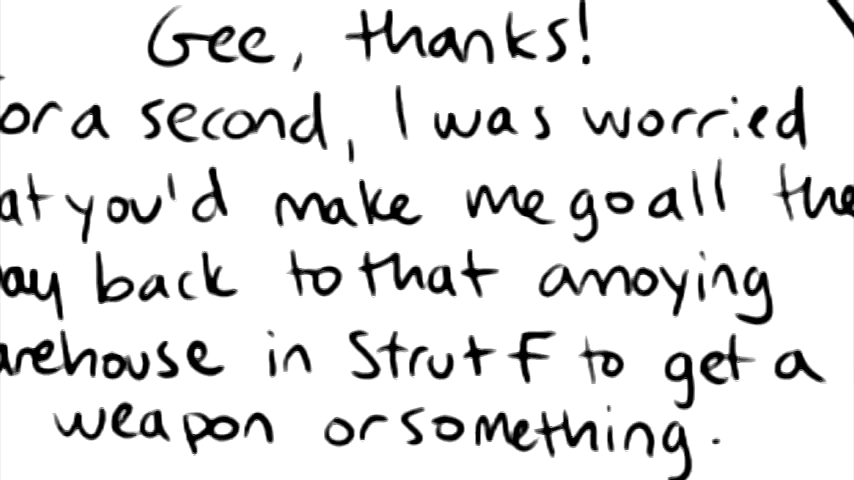 Gee, thanks!
or a second, I was worried
at you'd make me go all the
ay back to that annoying
arehouse in Strut F to get a
weapon or something.